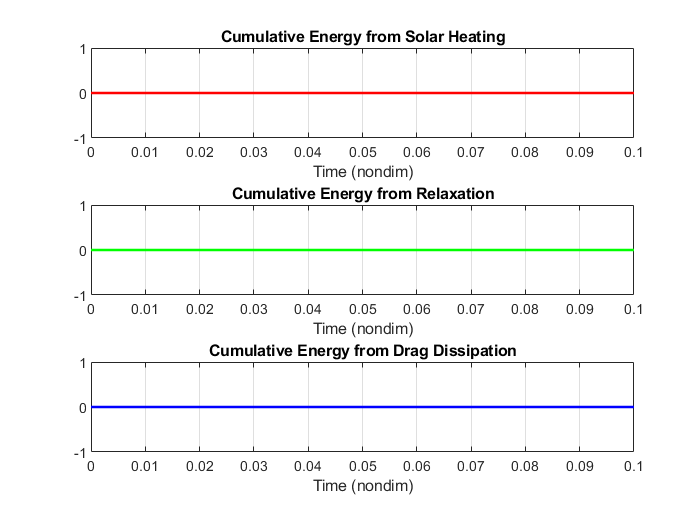 Cumulative Energy from Solar Heating
1
0
-1
0 0.01 0.02 0.03 0.04 0.05 0.06 0.07 0.08 0.09 0.1
Time (nondim)
Cumulative Energy from Relaxation
1
0
-1
0 0.01 0.02 0.03 0.04 0.05 0.06 0.07 0.08 0.09 0.1
Time (nondim)
Cumulative Energy from Drag Dissipation
1
0
-1
0 0.01 0.02 0.03 0.04 0.05 0.06 0.07 0.08 0.09 0.1
Time (nondim)